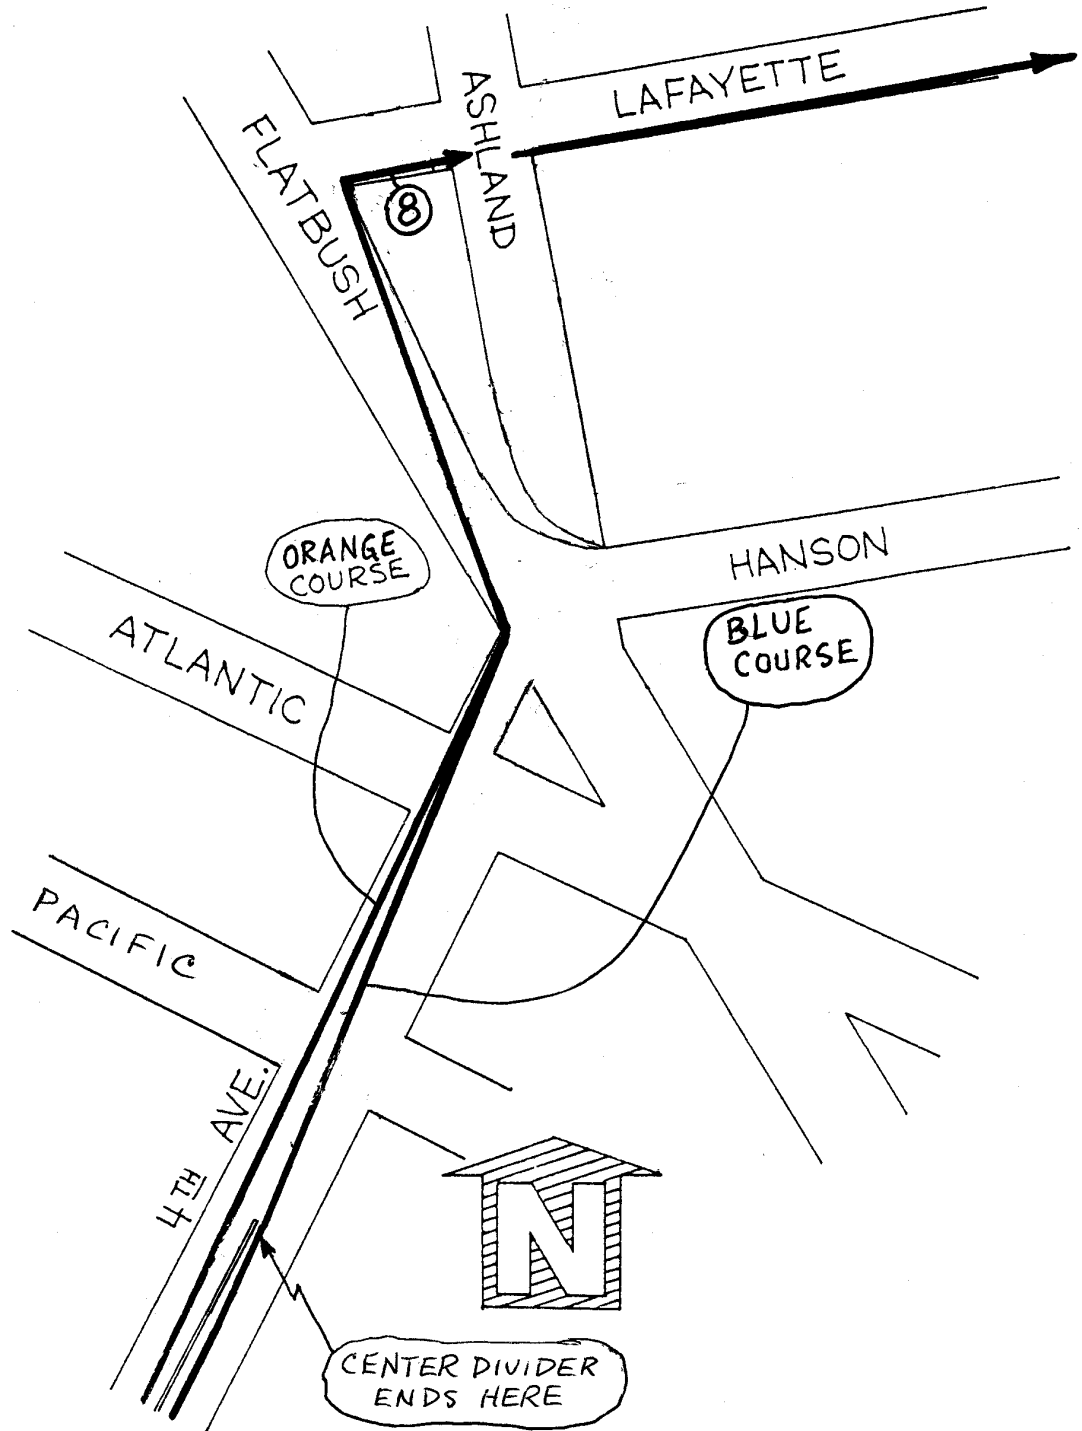 LAFAYETTE
ASHLAND
FLATBUSH
8
ORANGE
COURSE
HANSON
BLUE
COURSE
ATLANTIC
PACIFIC
4TH AVE.
N
CENTER DIVIDER
ENDS HERE